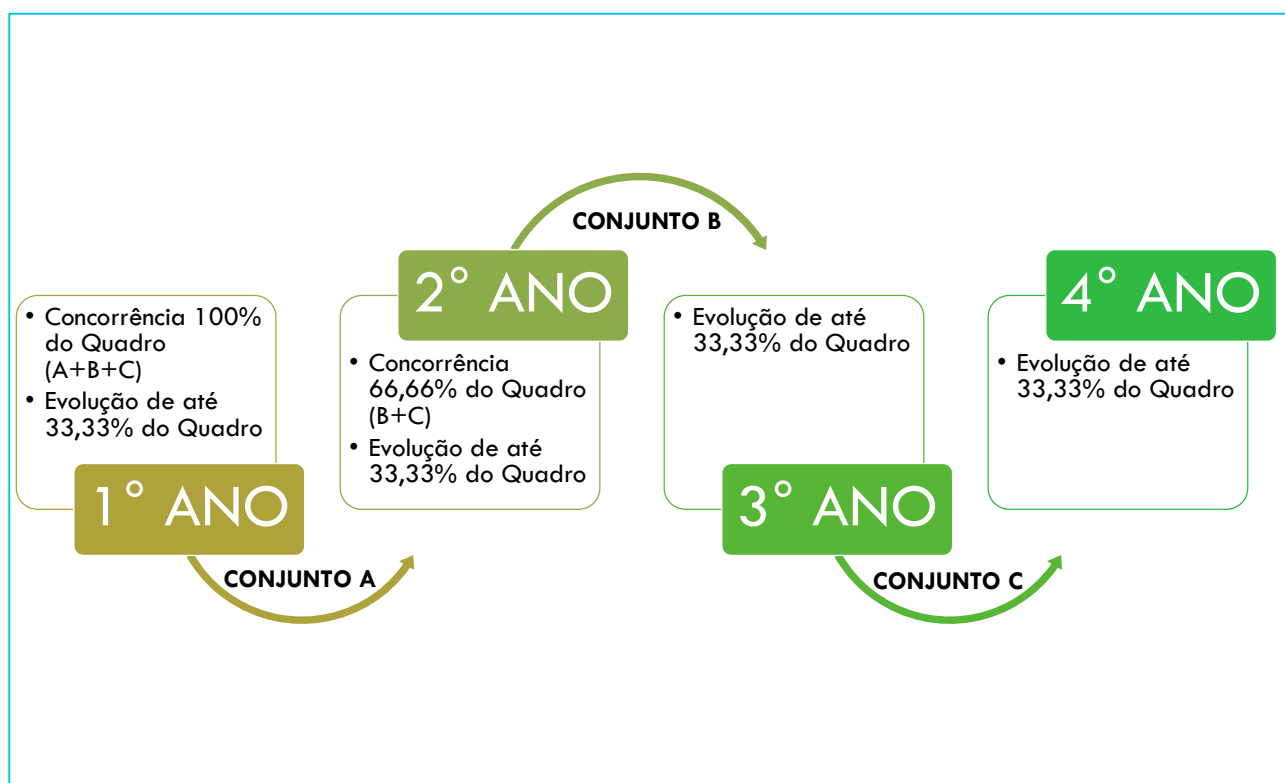 • Concorrência 100%
do Quadro
(A+B+C)
• Evolução de até
33,33% do Quadro
1° ANO
CONJUNTO A
2° ANO
• Concorrência
66,66% do Quadro
(B+C)
• Evolução de até
33,33% do Quadro
CONJUNTO B
• Evolução de até
33,33% do Quadro
3° ANO
CONJUNTO C
4° ANO
• Evolução de até
33,33% do Quadro